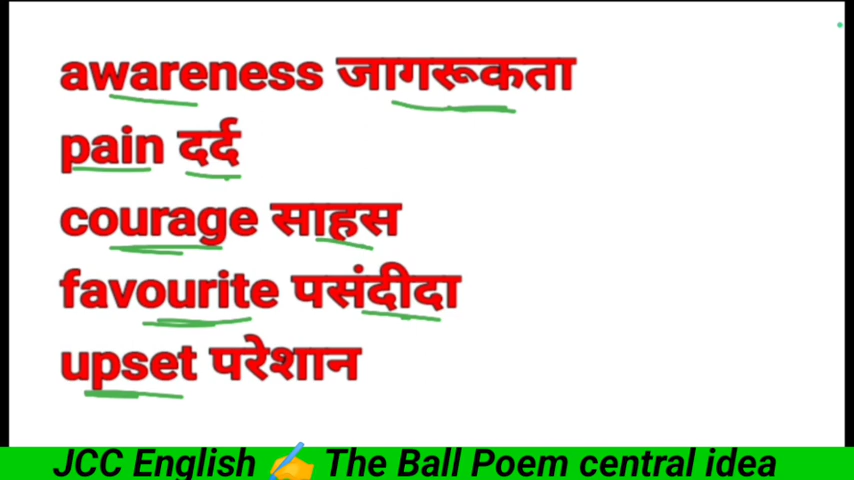 awareness जागरूकता
pain दर्द
courage साहस
favourite पसंदीदा
upset परेशान
JCC English ✍️ The Ball Poem central idea